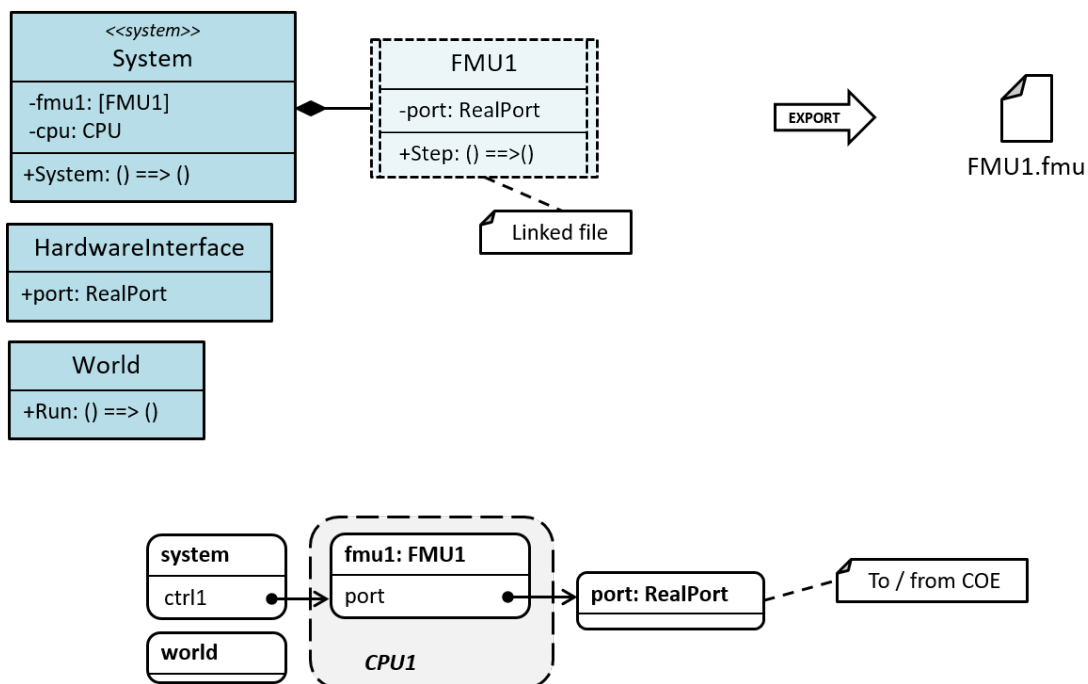 <<system>>
System
-fmu1: [FMU1]
-cpu: CPU
+System: () ==> ()
FMU1
-port: RealPort
+Step: () ==>()
Linked file
EXPORT
FMU1.fmu
HardwareInterface
+port: RealPort
World
+Run: () ==> ()
system
ctrl1
world
fmu1: FMU1
port
CPU1
port: RealPort
To / from COE